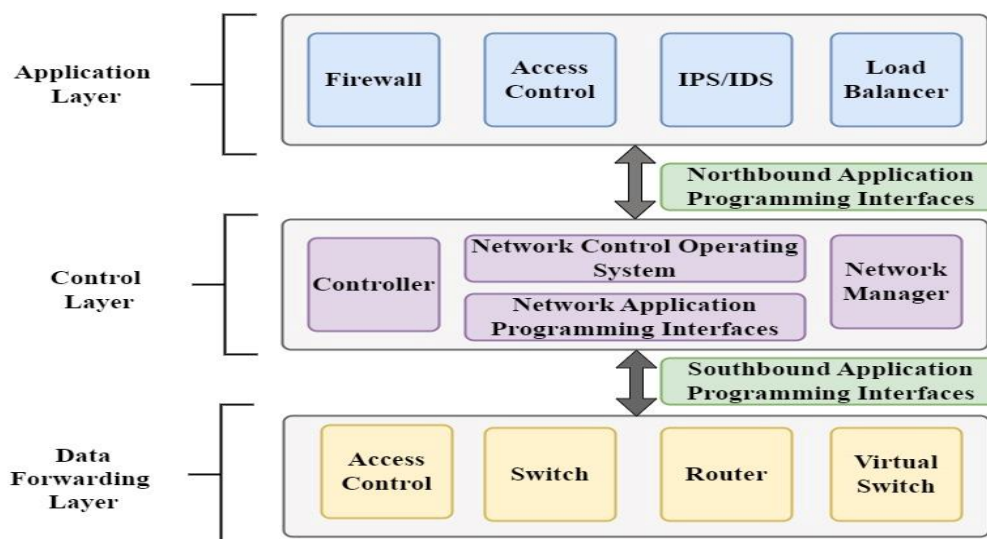 Application
Layer
Firewall
Access
Control
IPS/IDS
Load
Balancer
Northbound Application
Programming Interfaces
Control
Layer
Controller
Network Control Operating
System
Network Application
Programming Interfaces
Network
Manager
Southbound Application
Programming Interfaces
Data
Forwarding
Layer
Access
Control
Switch
Router
Virtual
Switch